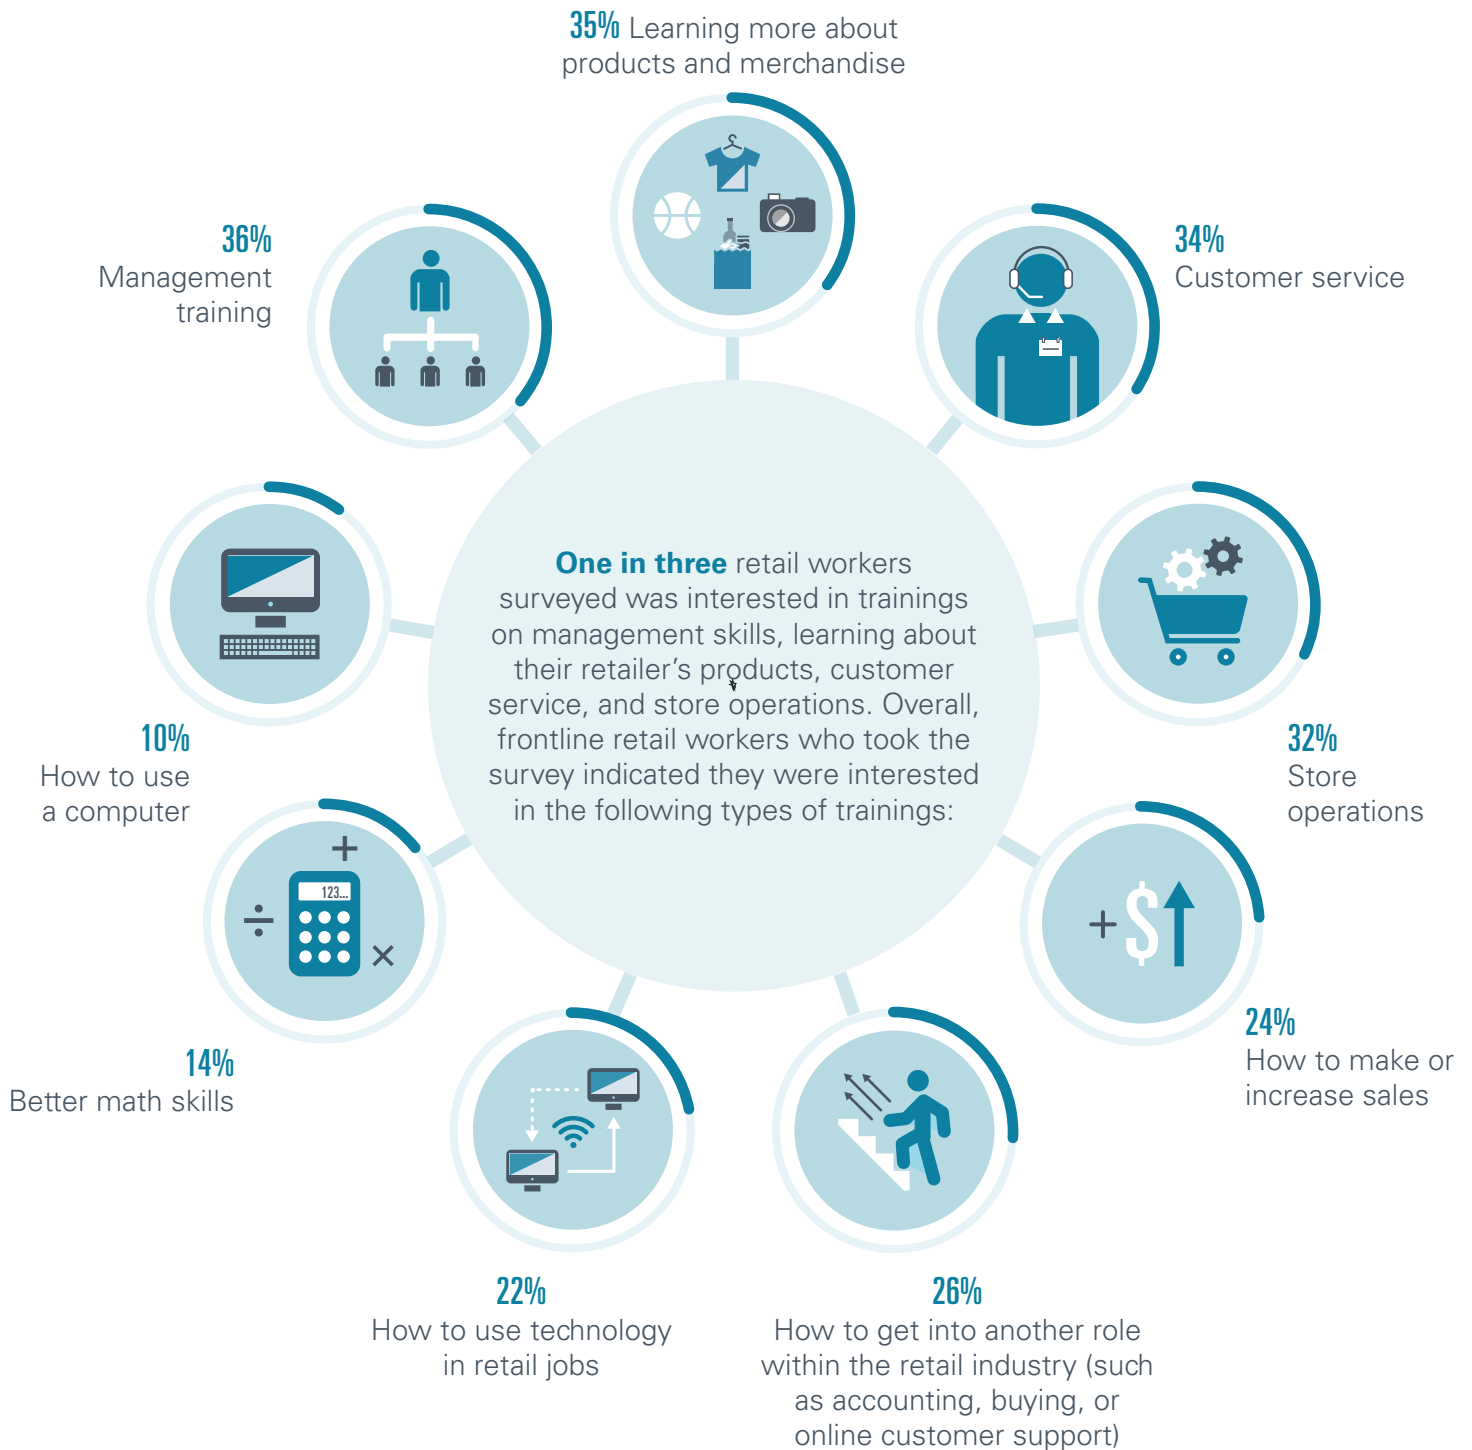 35% Learning more about
products and merchandise
34%
Customer service
32%
Store
operations
24%
How to make or
increase sales
26%
How to get into another role
within the retail industry (such
as accounting, buying, or
online customer support)
22%
How to use technology
in retail jobs
14%
Better math skills
10%
How to use
a computer
36%
Management
training
One in three retail workers
surveyed was interested in trainings
on management skills, learning about
their retailer’s products, customer
service, and store operations. Overall,
frontline retail workers who took the
survey indicated they were interested
in the following types of trainings:
+
$
123...
+
÷
×